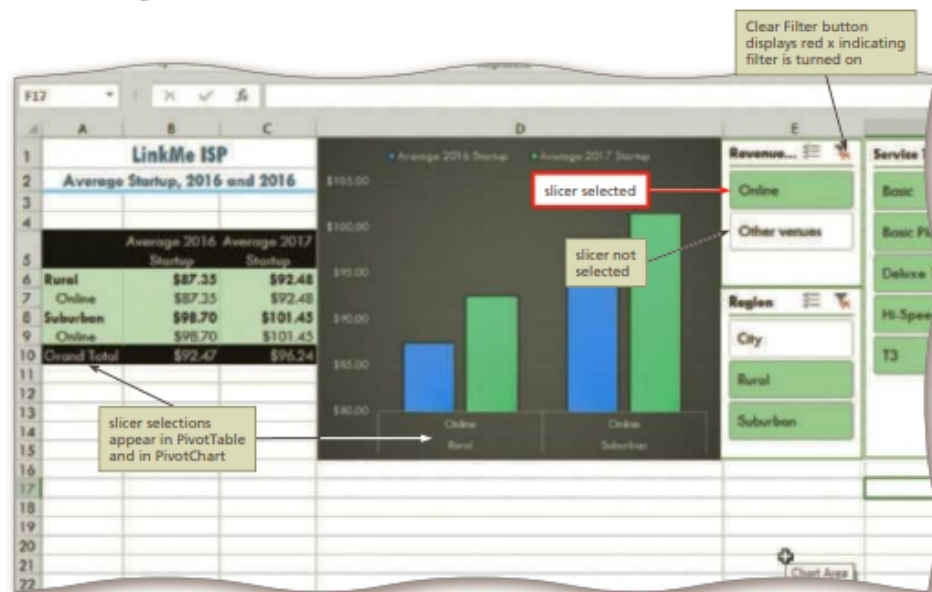 Clear Filter button
displays red x indicating
filter is turned on
F17
A B C D E
1 LinkMe ISP
2 Average Startup, 2016 and 2016
3
4
Average 2016 Average 2017
5 Startup Startup
6 Rural $87.35 $92.48
7 Online $87.35 $92.48
8 Suburban $98.70 $101.45
9 Online $98.70 $101.45
10 Grand Total $92.47 $96.24
11
12
13
14
15
16
17
18
19
20
21
22
slicer selections
appear in PivotTable
and in PivotChart
Average 2016 Startup Average 2017 Startup
$105.00
$100.00
$95.00
$90.00
$85.00
$80.00
Online Online
Rural Suburban
slicer selected
slicer not
selected
Revenue...
Online
Other venues
Region
City
Rural
Suburban
Service
Basic
Basic
Deluxe
Hi-Spee
T3
Chart Area